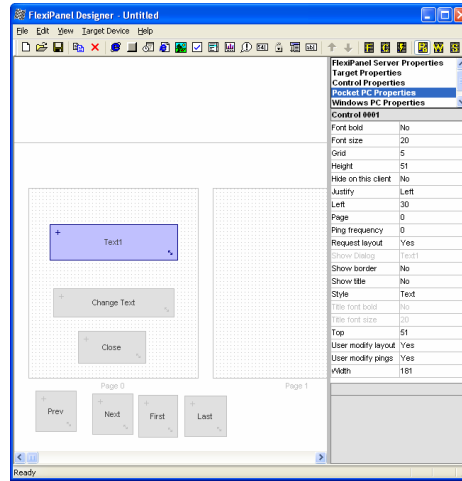 FlexiPanel Designer - Untitled
File Edit View Target Device Help
FlexiPanel Server Properties
Target Properties
Control Properties
Pocket PC Properties
Windows PC Properties
Control 0001
Font bold No
Font size 20
Grid 5
Height 51
Hide on this client No
Justify Left
Left 30
Page 0
Ping frequency 0
Request layout Yes
Show Dialog Text1
Show border No
Show title No
Style Text
Title font bold No
Title font size 20
Top 51
User modify layout Yes
User modify pings Yes
Width 181
Text1
Change Text
Close
Page 0
Page 1
Prev
Next
First
Last
Ready